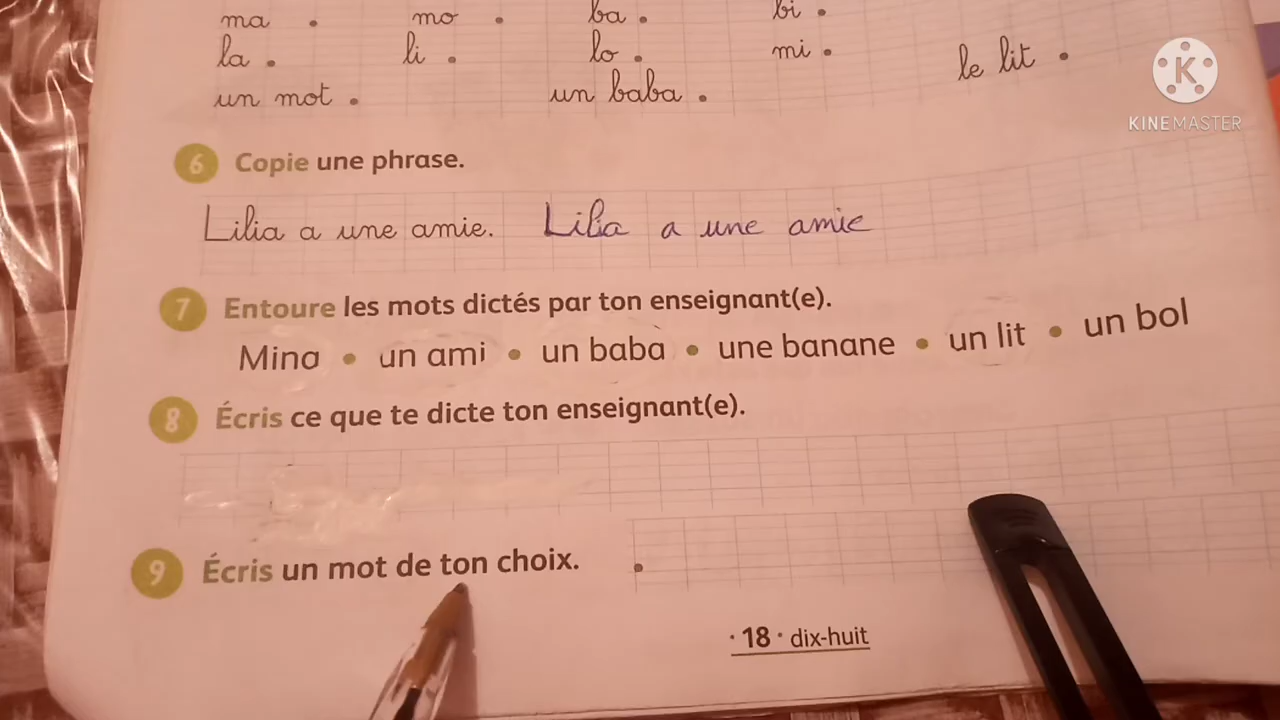 ma • mo • ba • bi •
la • li • lo • mi • le lit •
un mot • un baba •
KINEMASTER
6 Copie une phrase.
Lilia a une amie. Lilia a une amie
7 Entoure les mots dictés par ton enseignant(e).
Mina • un ami • un baba • une banane • un lit • un bol
8 Écris ce que te dicte ton enseignant(e).
9 Écris un mot de ton choix.
• 18 • dix-huit